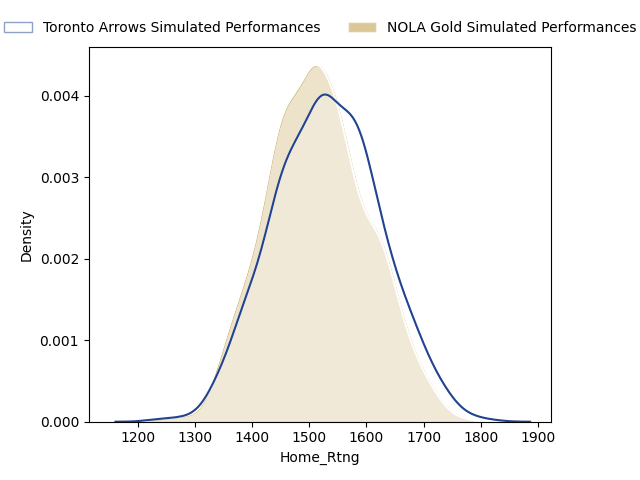 Toronto Arrows Simulated Performances NOLA Gold Simulated Performances
0.004
0.003
0.002
0.001
0.000
Density
1200 1300 1400 1500 1600 1700 1800 1900
Home_Rtng